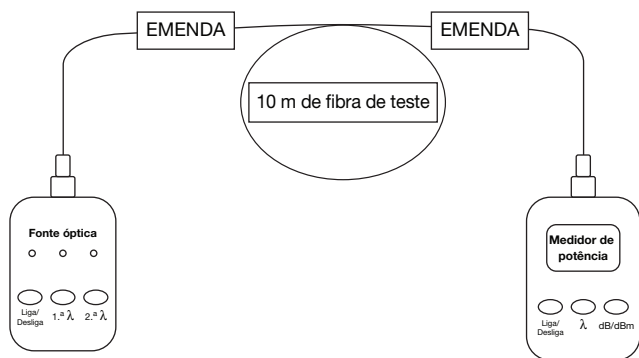 EMENDA
EMENDA
10 m de fibra de teste
Fonte óptica
Liga/
Desliga
1.ª λ
2.ª λ
Medidor de
potência
Liga/
Desliga
λ
dB/dBm